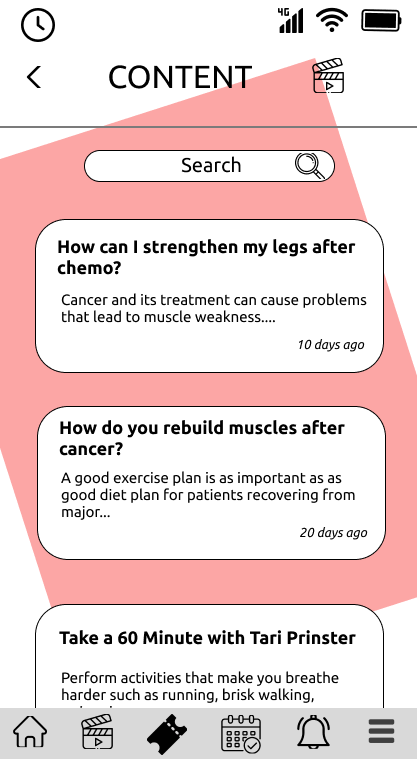 4G
CONTENT
Search
How can I strengthen my legs after
chemo?
Cancer and its treatment can cause problems
that lead to muscle weakness....
10 days ago
How do you rebuild muscles after
cancer?
A good exercise plan is as important as as
good diet plan for patients recovering from
major...
20 days ago
Take a 60 Minute with Tari Prinster
Perform activities that make you breathe
harder such as running, brisk walking,